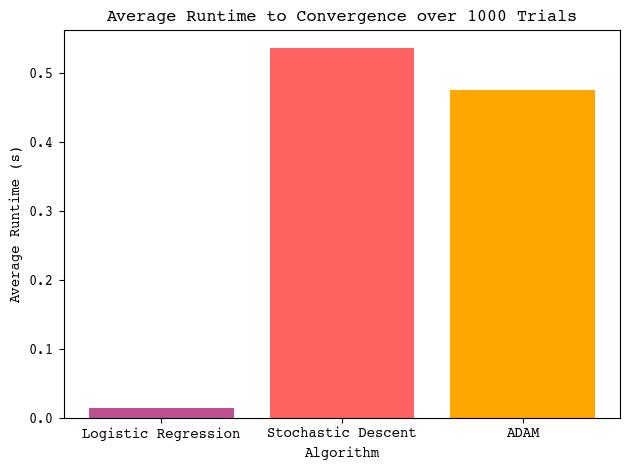 Average Runtime to Convergence over 1000 Trials
Average Runtime (s)
0.5
0.4
0.3
0.2
0.1
0.0
Logistic Regression Stochastic Descent ADAM
Algorithm